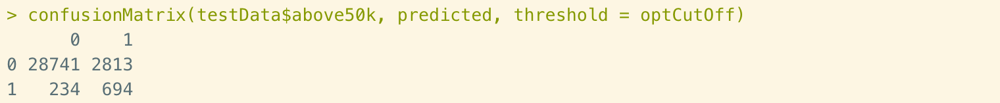 > confusionMatrix(testData$above50k, predicted, threshold = optCutOff)
0 1
0 28741 2813
1 234 694